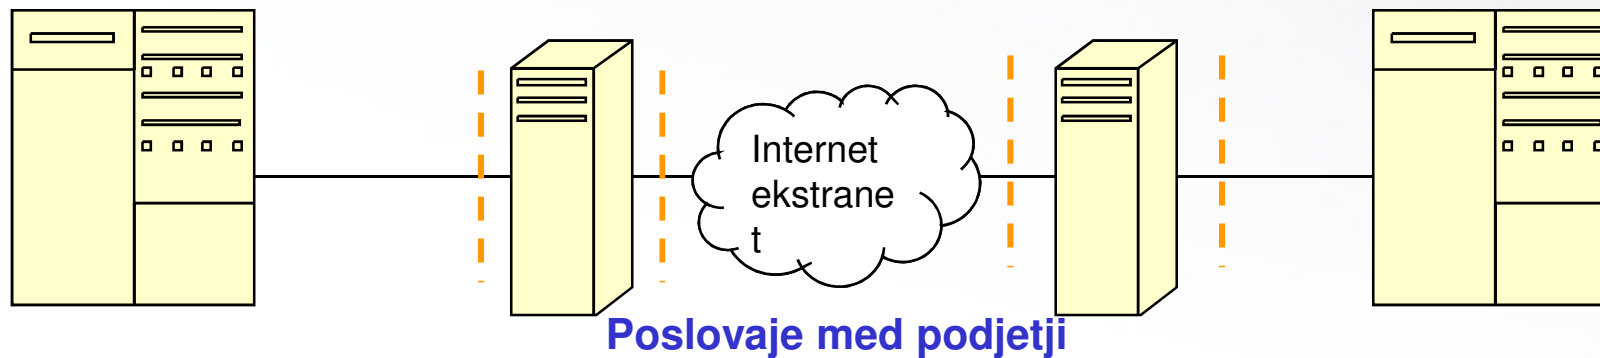 Internet
ekstrane
t
Poslovaje med podjetji